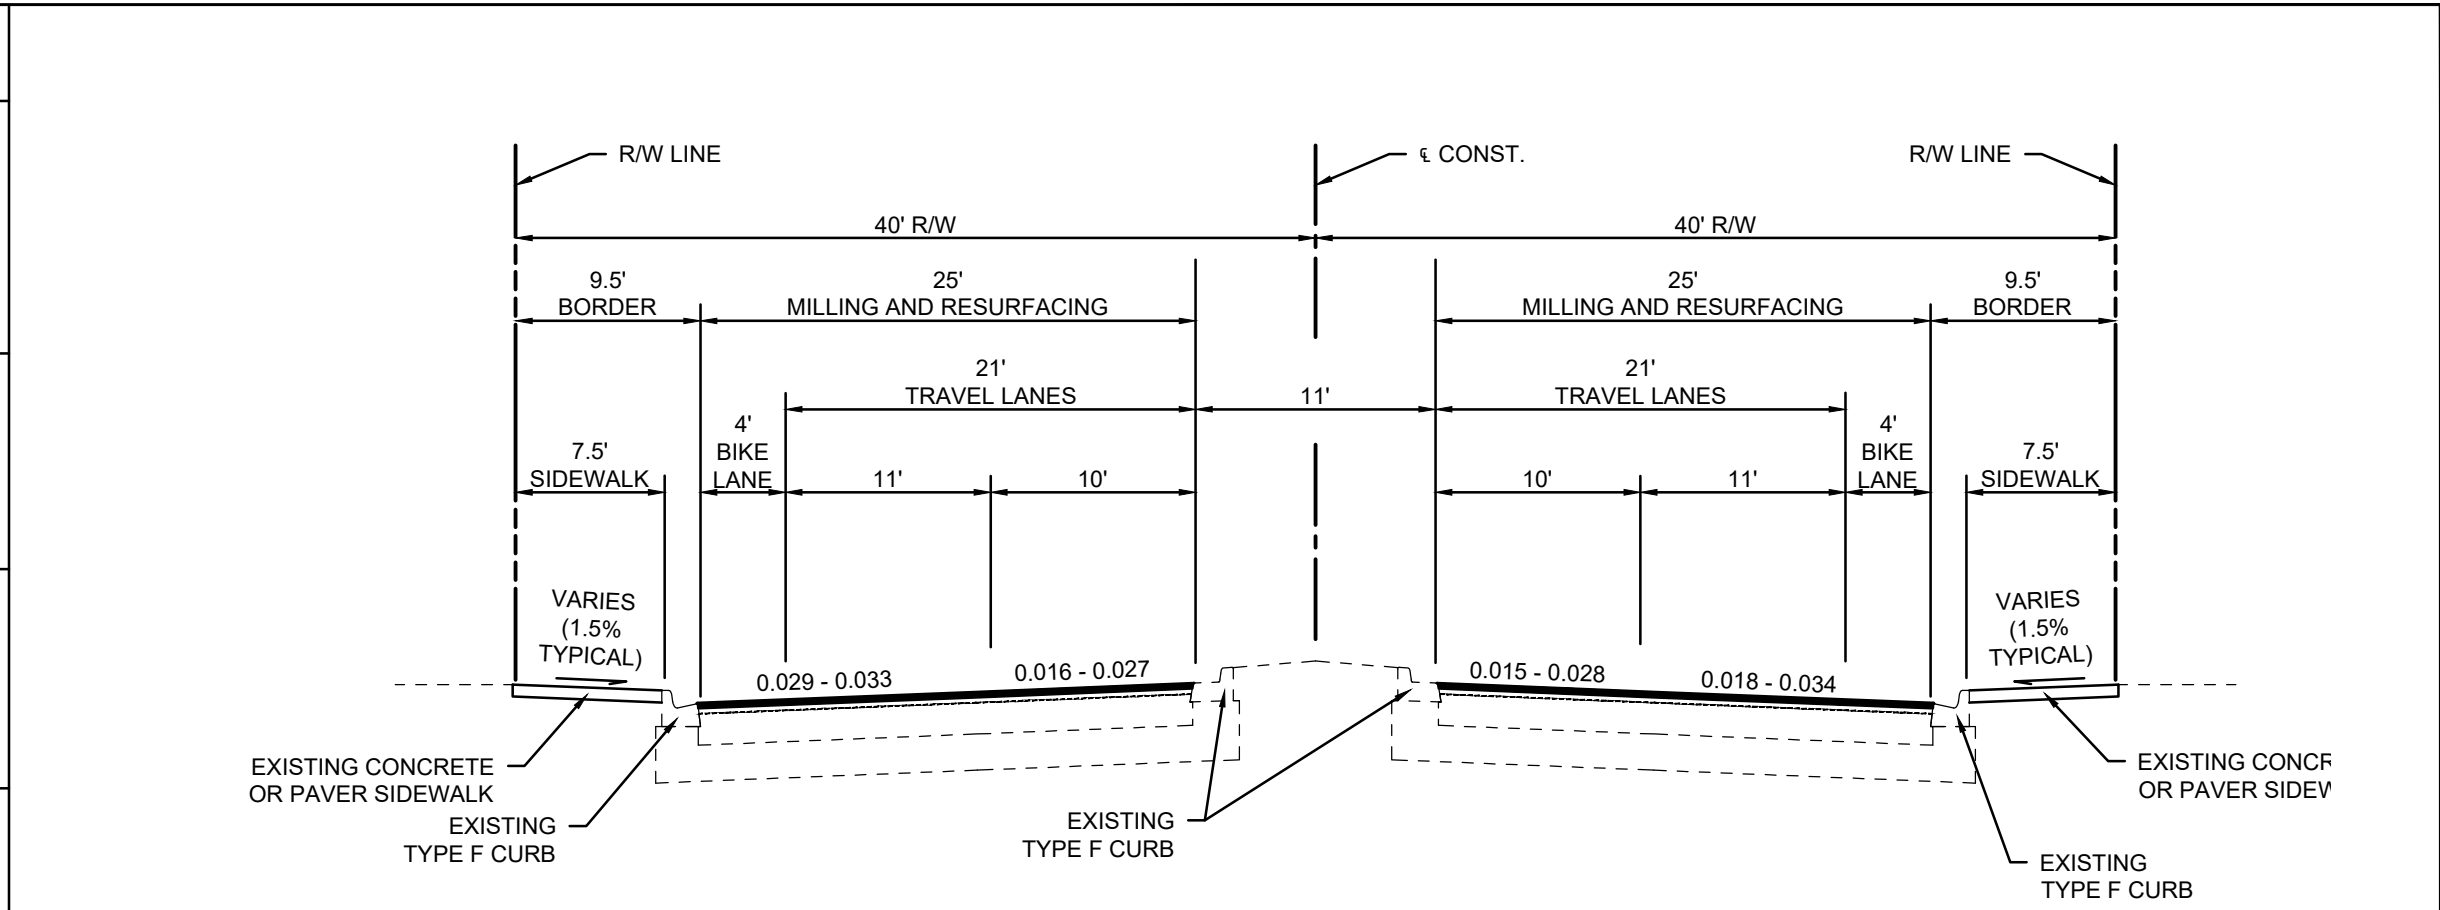 R/W LINE
℄ CONST.
R/W LINE
40' R/W
40' R/W
9.5'
BORDER
25'
MILLING AND RESURFACING
25'
MILLING AND RESURFACING
9.5'
BORDER
21'
TRAVEL LANES
11'
21'
TRAVEL LANES
7.5'
SIDEWALK
4'
BIKE
LANE
11'
10'
10'
11'
4'
BIKE
LANE
7.5'
SIDEWALK
VARIES
(1.5%
TYPICAL)
0.029 - 0.033
0.016 - 0.027
0.015 - 0.028
0.018 - 0.034
VARIES
(1.5%
TYPICAL)
EXISTING CONCRETE
OR PAVER SIDEWALK
EXISTING
TYPE F CURB
EXISTING
TYPE F CURB
EXISTING CONCR
OR PAVER SIDEW
EXISTING
TYPE F CURB